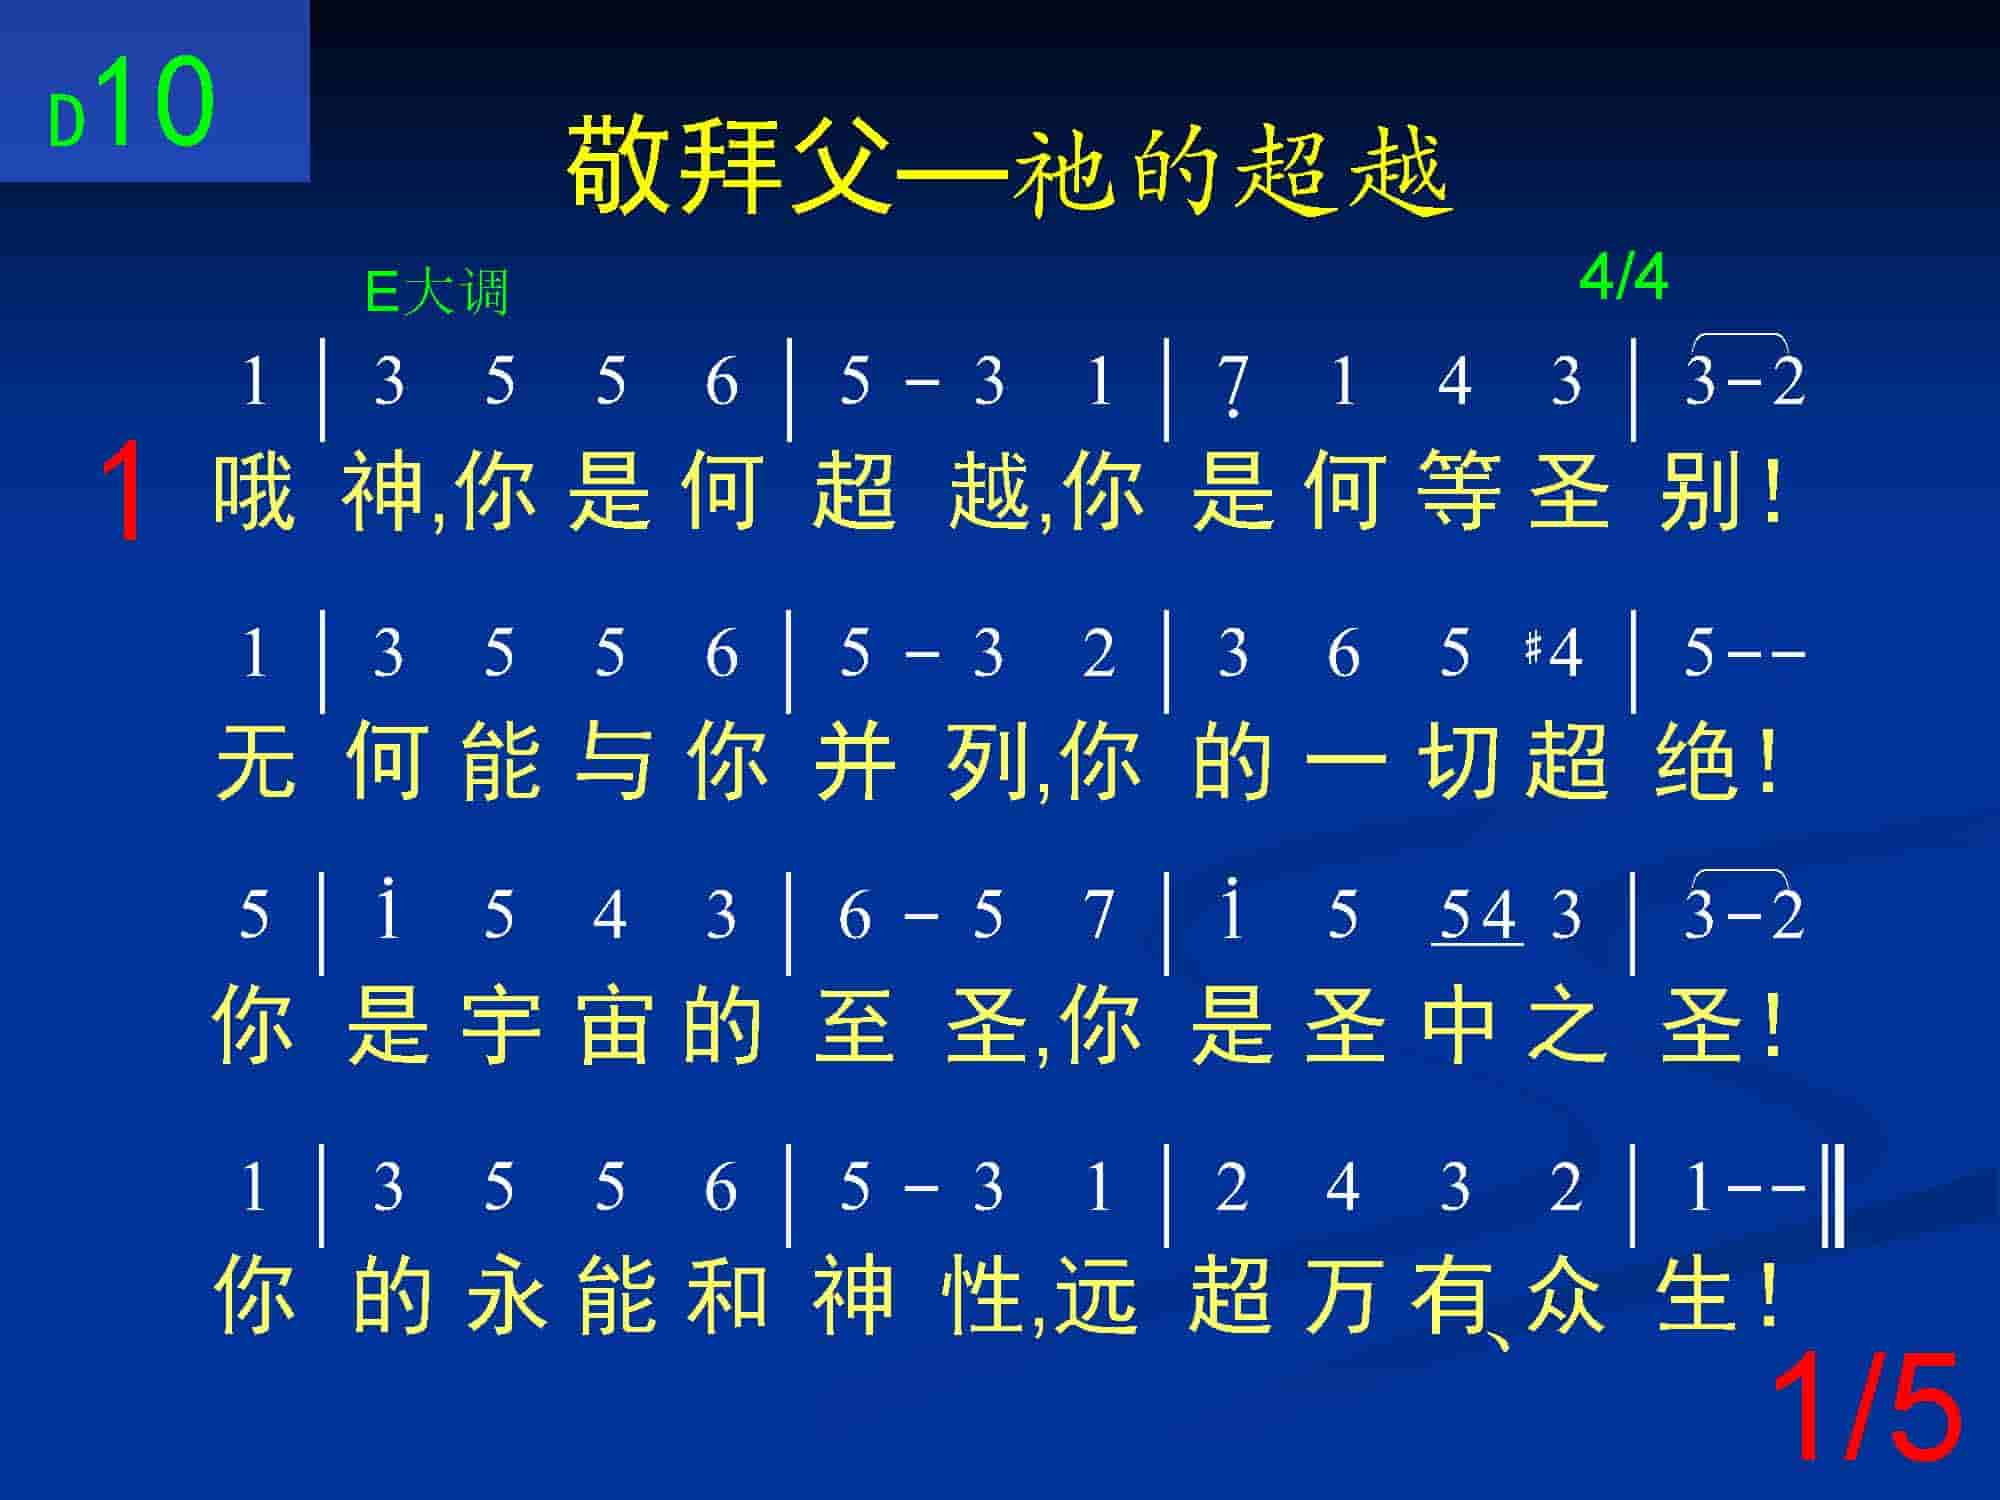 D10
敬拜父—祂的超越
E大调 4/4
1 | 3 5 5 6 | 5 - 3 1 | 7̣ 1 4 3 | 3-2
1 哦 神,你 是 何 超 越,你 是 何 等 圣 别!
1 | 3 5 5 6 | 5 - 3 2 | 3 6 5 #4 | 5--
无 何 能 与 你 并 列,你 的 一 切 超 绝!
5 | i 5 4 3 | 6 - 5 7 | i 5 54 3 | 3-2
你 是 宇 宙 的 至 圣,你 是 圣 中 之 圣!
1 | 3 5 5 6 | 5 - 3 1 | 2 4 3 2 | 1--‖
你 的 永 能 和 神 性,远 超 万 有、众 生!
1/5